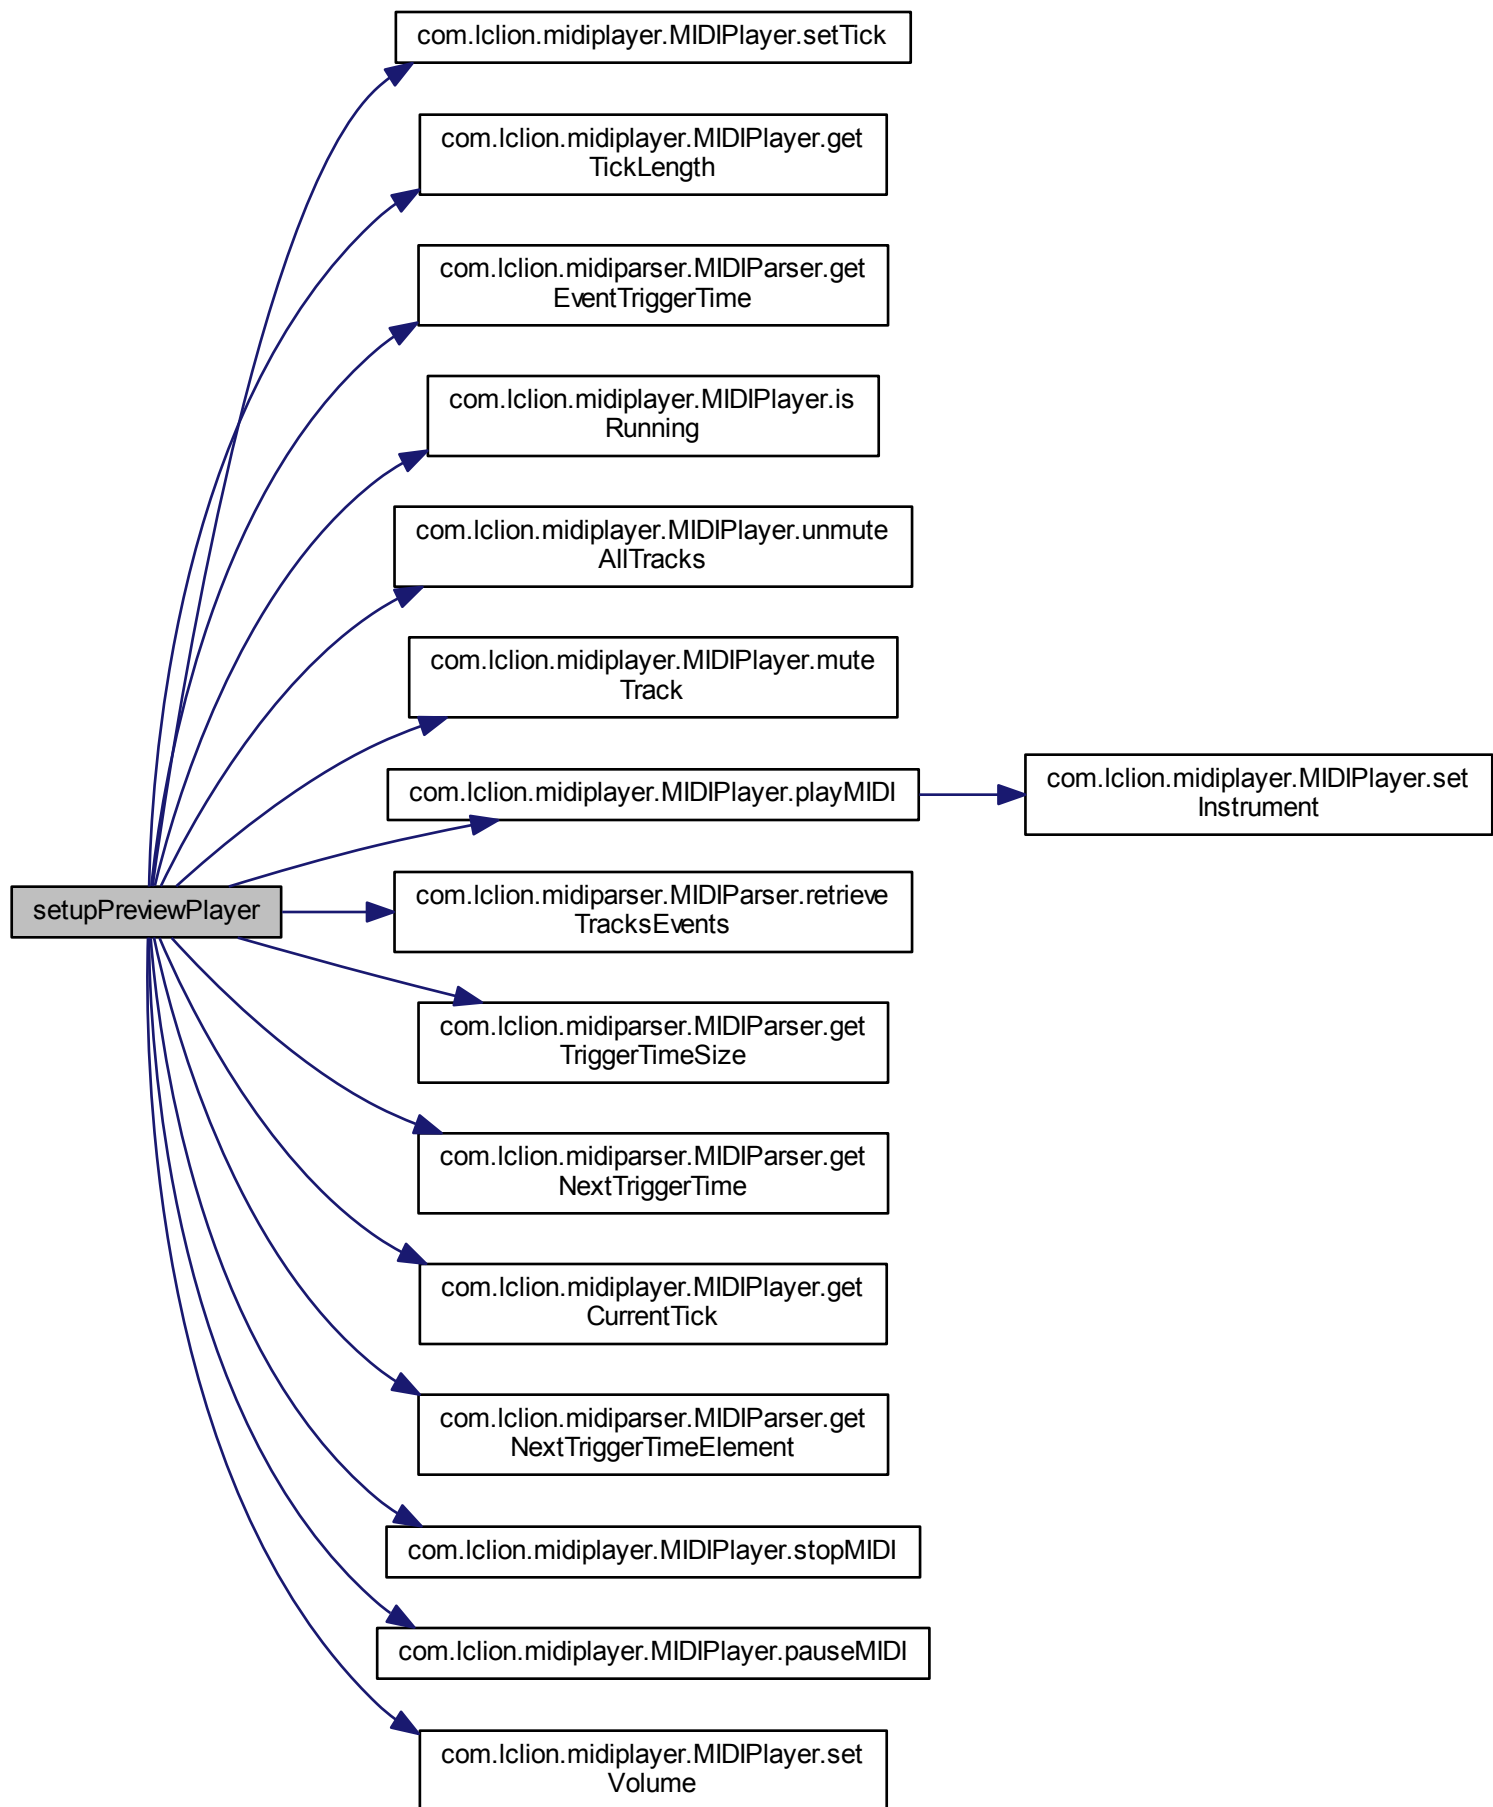 com.lclion.midiplayer.MIDIPlayer.setTick
com.lclion.midiplayer.MIDIPlayer.get
TickLength
com.lclion.midiparser.MIDIParser.get
EventTriggerTime
com.lclion.midiplayer.MIDIPlayer.is
Running
com.lclion.midiplayer.MIDIPlayer.unmute
AllTracks
com.lclion.midiplayer.MIDIPlayer.mute
Track
com.lclion.midiplayer.MIDIPlayer.playMIDI
com.lclion.midiplayer.MIDIPlayer.set
Instrument
setupPreviewPlayer
com.lclion.midiparser.MIDIParser.retrieve
TracksEvents
com.lclion.midiparser.MIDIParser.get
TriggerTimeSize
com.lclion.midiparser.MIDIParser.get
NextTriggerTime
com.lclion.midiplayer.MIDIPlayer.get
CurrentTick
com.lclion.midiparser.MIDIParser.get
NextTriggerTimeElement
com.lclion.midiplayer.MIDIPlayer.stopMIDI
com.lclion.midiplayer.MIDIPlayer.pauseMIDI
com.lclion.midiplayer.MIDIPlayer.set
Volume